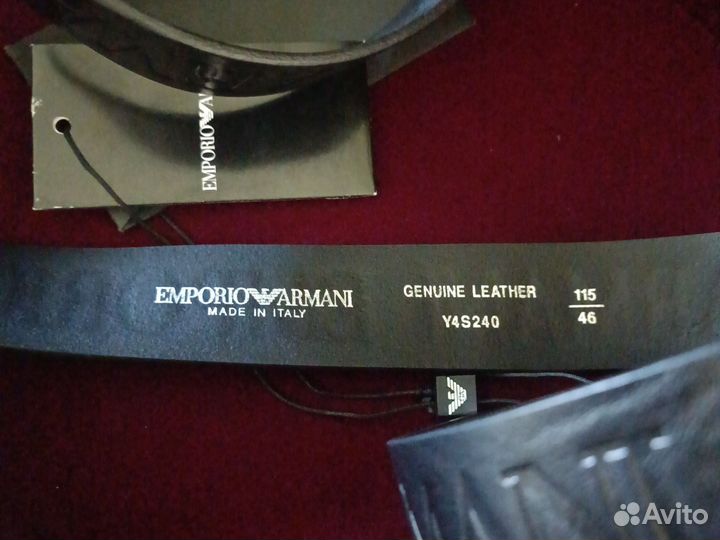 EMPORIO ARMANI
EMPORIO ARMANI
MADE IN ITALY
GENUINE LEATHER
Y4S240
115
46
Avito